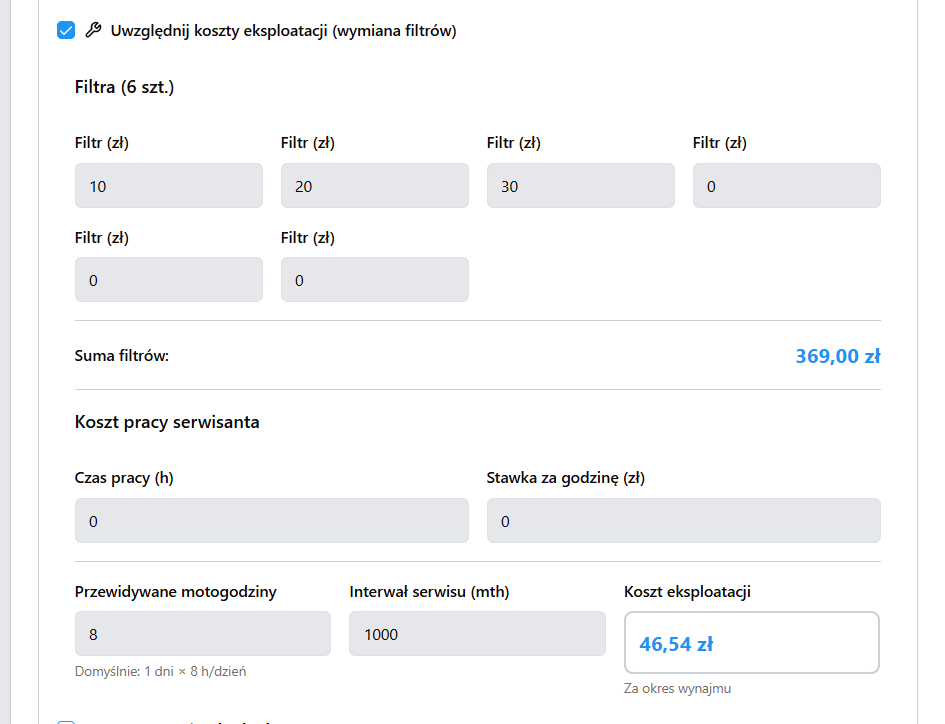 Uwzględnij koszty eksploatacji (wymiana filtrów)
Filtra (6 szt.)
Filtr (zł) Filtr (zł) Filtr (zł) Filtr (zł)
10 20 30 0
Filtr (zł) Filtr (zł)
0 0
Suma filtrów: 369,00 zł
Koszt pracy serwisanta
Czas pracy (h) Stawka za godzinę (zł)
0 0
Przewidywane motogodziny Interwał serwisu (mth) Koszt eksploatacji
8 1000 46,54 zł
Domyślnie: 1 dni × 8 h/dzień
Za okres wynajmu